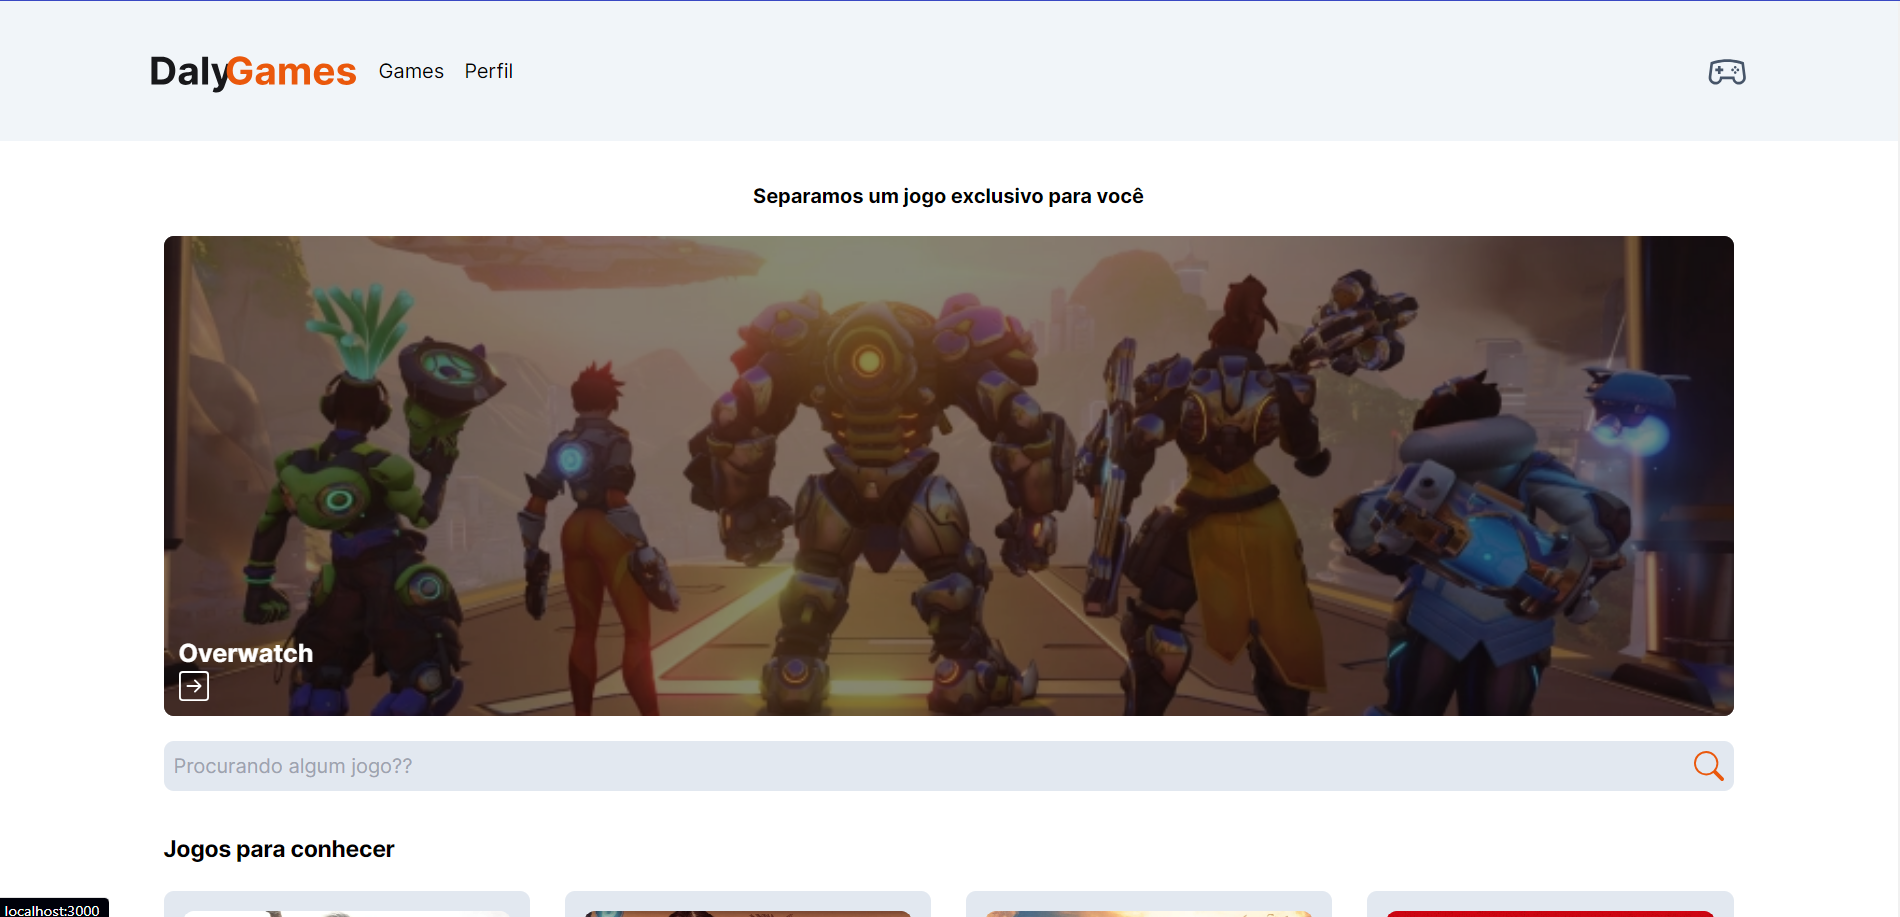 DalyGames
Games
Perfil
Separamos um jogo exclusivo para você
Overwatch
Procurando algum jogo??
Jogos para conhecer
localhost:3000